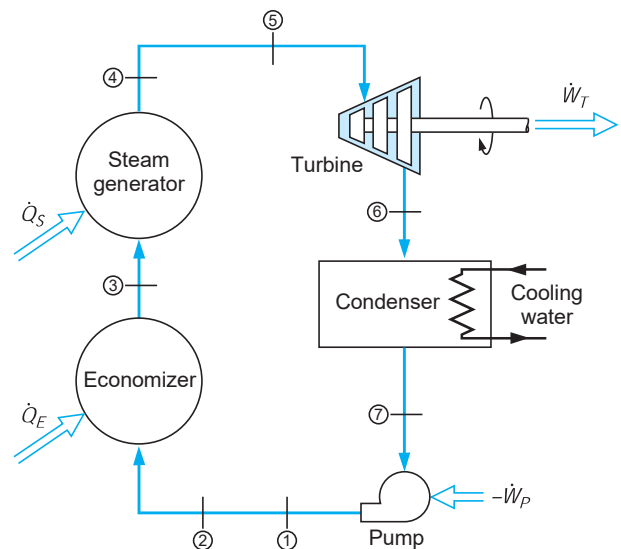 ⑤
④
Ẇ_T
Steam
generator
Turbine
Q̇_S
⑥
③
Condenser
Cooling
water
Economizer
Q̇_E
⑦
–Ẇ_P
②
①
Pump